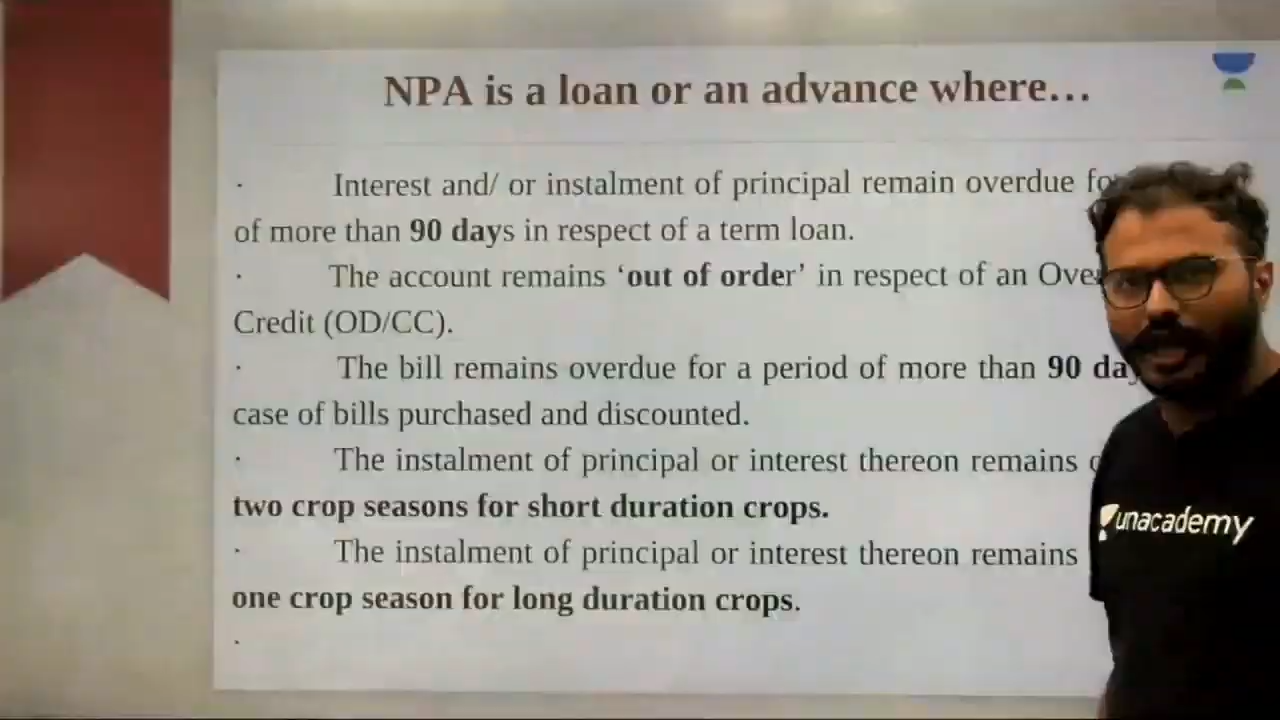 NPA is a loan or an advance where…
· Interest and/ or instalment of principal remain overdue
of more than 90 days in respect of a term loan.
· The account remains ‘out of order’ in respect of an
Credit (OD/CC).
· The bill remains overdue for a period of more than 90
case of bills purchased and discounted.
· The instalment of principal or interest thereon remains
two crop seasons for short duration crops.
· The instalment of principal or interest thereon remains
one crop season for long duration crops.
·
unacademy